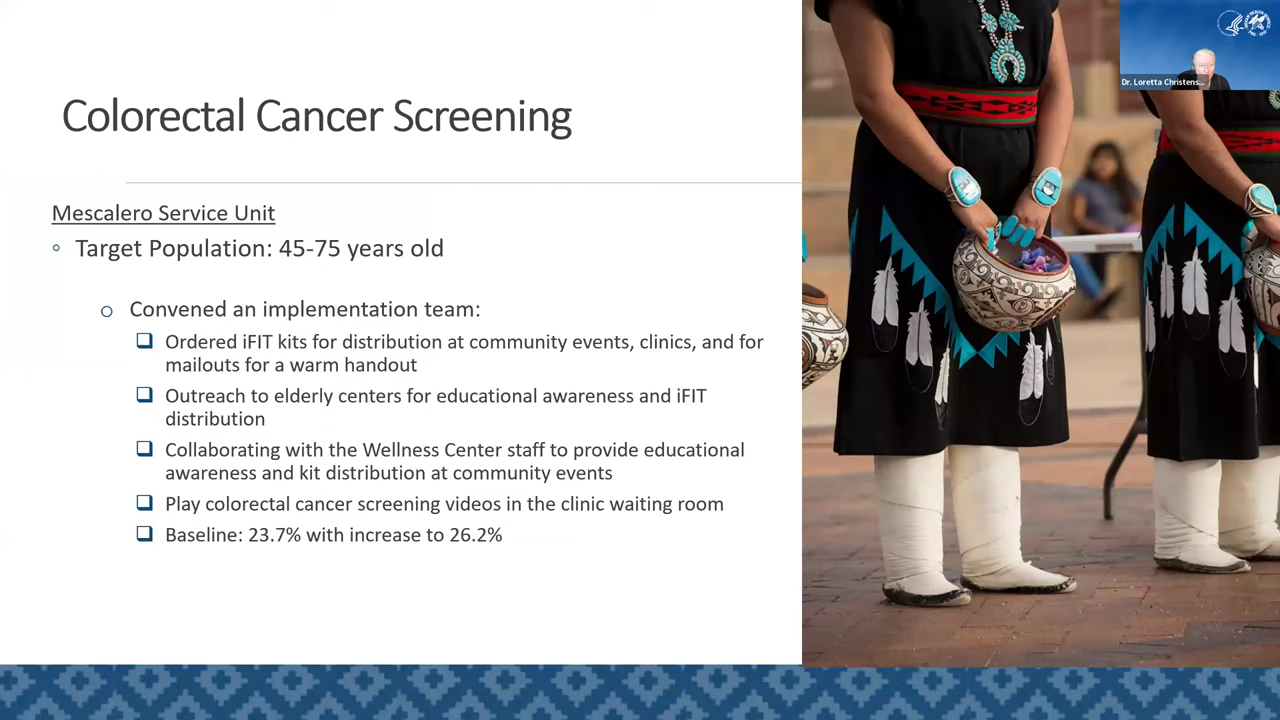 Dr. Loretta Christens...
Colorectal Cancer Screening
Mescalero Service Unit
Target Population: 45-75 years old
Convened an implementation team:
Ordered iFIT kits for distribution at community events, clinics, and for
mailouts for a warm handout
Outreach to elderly centers for educational awareness and iFIT
distribution
Collaborating with the Wellness Center staff to provide educational
awareness and kit distribution at community events
Play colorectal cancer screening videos in the clinic waiting room
Baseline: 23.7% with increase to 26.2%